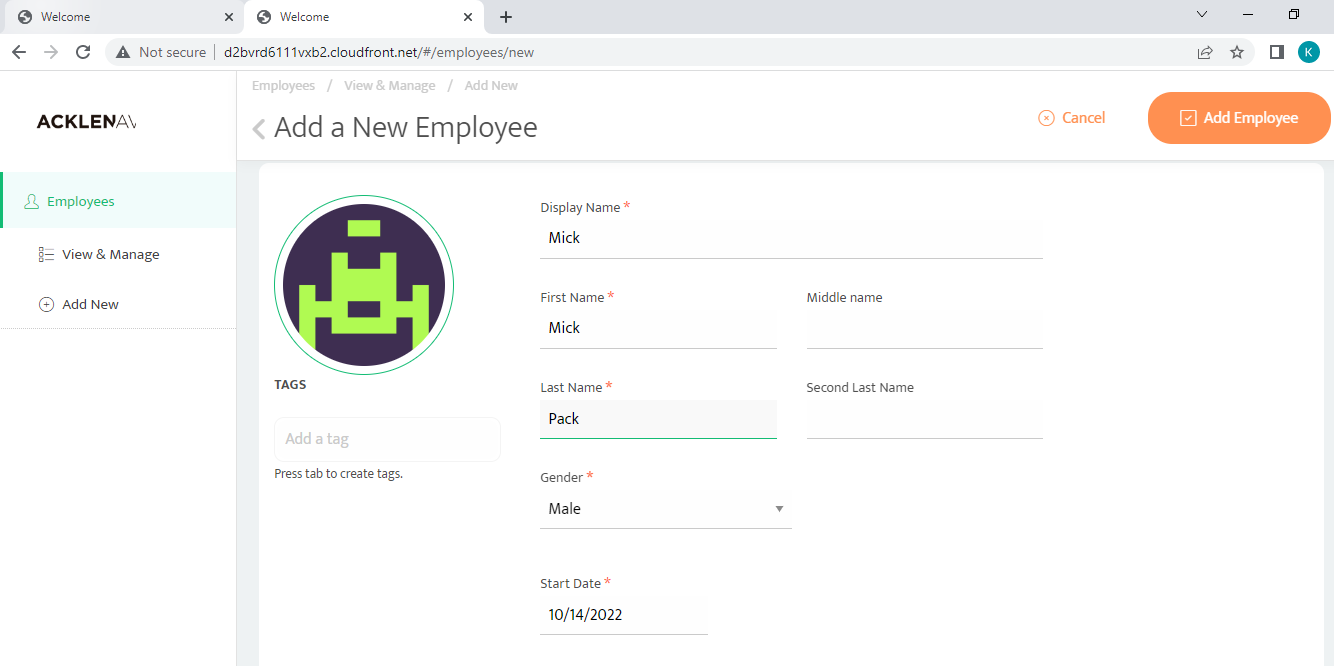 Welcome
Welcome
Not secure d2bvrd6111vxb2.cloudfront.net/#/employees/new
K
Employees / View & Manage / Add New
ACKLENAV
Add a New Employee
Cancel
Add Employee
Employees
View & Manage
Add New
TAGS
Add a tag
Press tab to create tags.
Display Name *
Mick
First Name * Middle name
Mick
Last Name * Second Last Name
Pack
Gender *
Male
Start Date *
10/14/2022